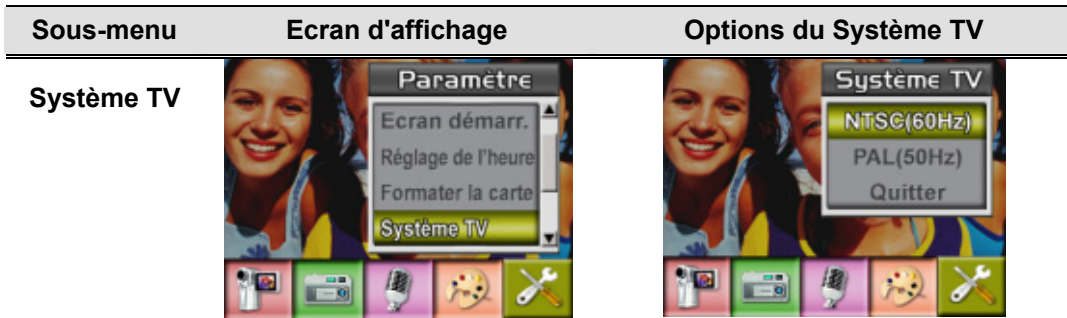 Sous-menu Ecran d'affichage Options du Système TV
Système TV
Paramètre
Ecran démarr.
Réglage de l'heure
Formater la carte
Système TV
Système TV
NTSC(60Hz)
PAL(50Hz)
Quitter